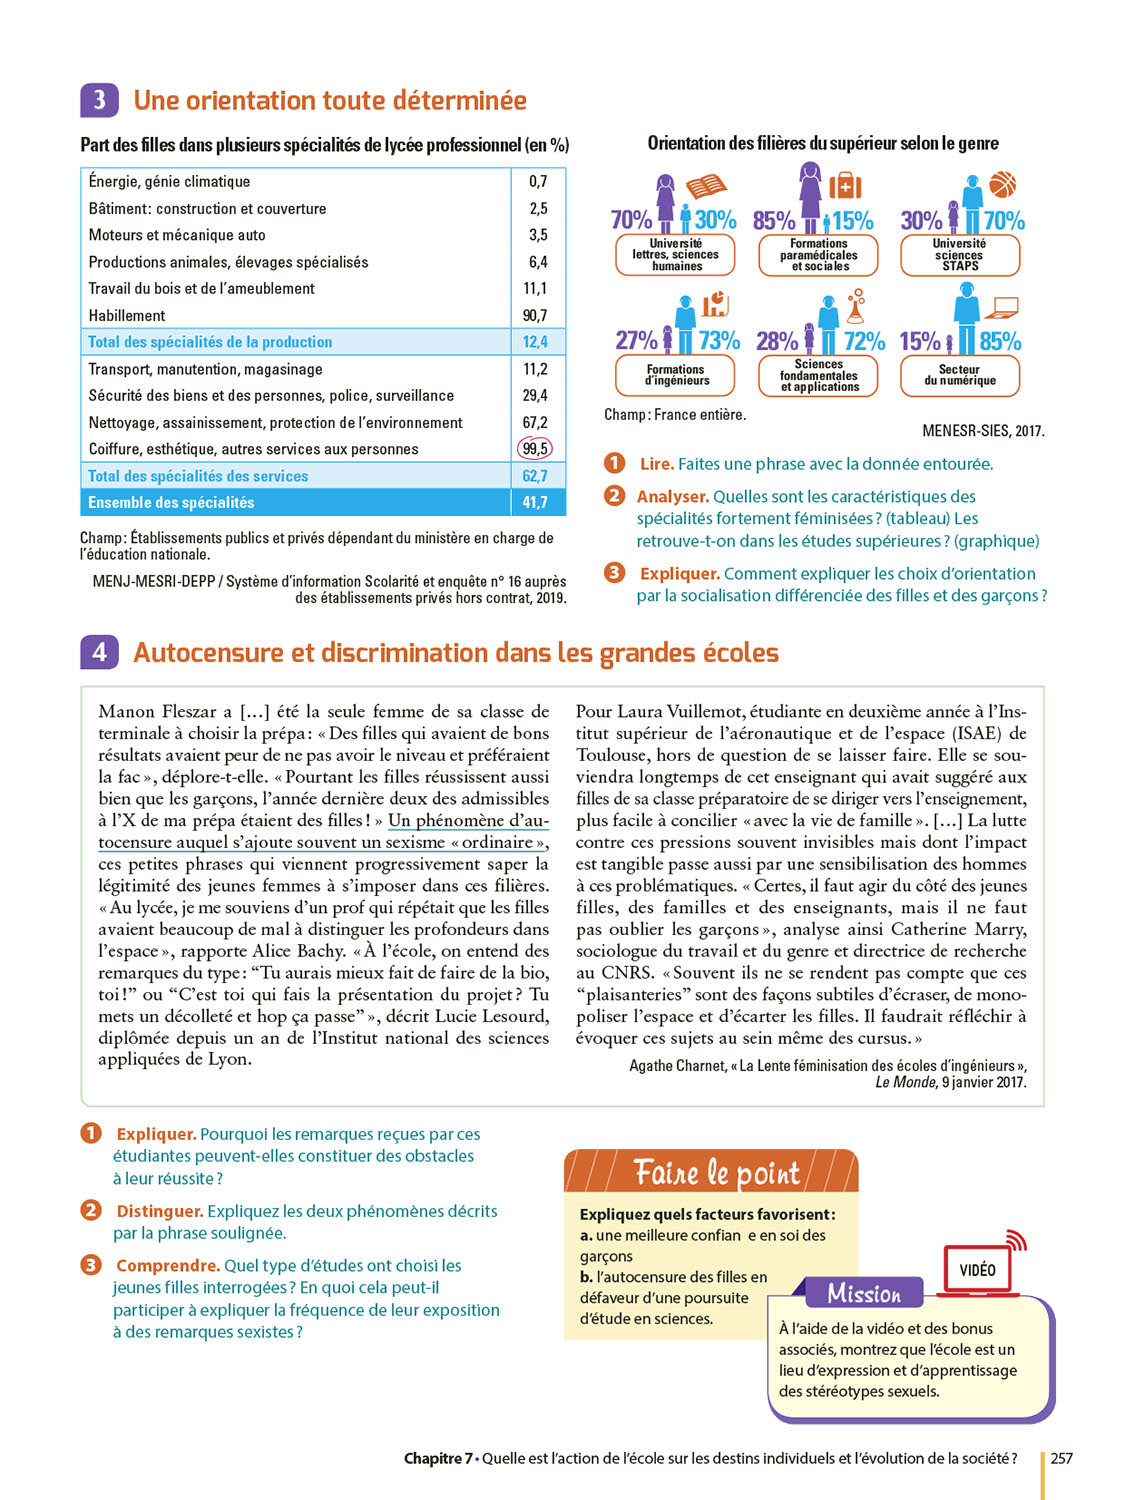 3 Une orientation toute déterminée
Part des filles dans plusieurs spécialités de lycée professionnel (en %)
Énergie, génie climatique 0,7
Bâtiment : construction et couverture 2,5
Moteurs et mécanique auto 3,5
Productions animales, élevages spécialisés 6,4
Travail du bois et de l'ameublement 11,1
Habillement 90,7
Total des spécialités de la production 12,4
Transport, manutention, magasinage 11,2
Sécurité des biens et des personnes, police, surveillance 29,4
Nettoyage, assainissement, protection de l'environnement 67,2
Coiffure, esthétique, autres services aux personnes 99,5
Total des spécialités des services 62,7
Ensemble des spécialités 41,7
Champ : Établissements publics et privés dépendant du ministère en charge de
l'éducation nationale.
MENJ-MESRI-DEPP / Système d'information Scolarité et enquête n° 16 auprès
des établissements privés hors contrat, 2019.
Orientation des filières du supérieur selon le genre
70% 30% 85% 15% 30% 70%
Université
lettres, sciences
humaines
Formations
paramédicales
et sociales
Université
sciences
STAPS
27% 73% 28% 72% 15% 85%
Formations
d'ingénieurs
Sciences
fondamentales
et applications
Secteur
du numérique
Champ : France entière.
MENESR-SIES, 2017.
1 Lire. Faites une phrase avec la donnée entourée.
2 Analyser. Quelles sont les caractéristiques des
spécialités fortement féminisées ? (tableau) Les
retrouve-t-on dans les études supérieures ? (graphique)
3 Expliquer. Comment expliquer les choix d'orientation
par la socialisation différenciée des filles et des garçons ?
4 Autocensure et discrimination dans les grandes écoles
Manon Fleszar a […] été la seule femme de sa classe de
terminale à choisir la prépa : « Des filles qui avaient de bons
résultats avaient peur de ne pas avoir le niveau et préféraient
la fac », déplore-t-elle. « Pourtant les filles réussissent aussi
bien que les garçons, l'année dernière deux des admissibles
à l'X de ma prépa étaient des filles ! » Un phénomène d'au-
tocensure auquel s'ajoute souvent un sexisme « ordinaire »,
ces petites phrases qui viennent progressivement saper la
légitimité des jeunes femmes à s'imposer dans ces filières.
« Au lycée, je me souviens d'un prof qui répétait que les filles
avaient beaucoup de mal à distinguer les profondeurs dans
l'espace », rapporte Alice Bachy. « À l'école, on entend des
remarques du type : “Tu aurais mieux fait de faire de la bio,
toi !” ou “C'est toi qui fais la présentation du projet ? Tu
mets un décolleté et hop ça passe” », décrit Lucie Lesourd,
diplômée depuis un an de l'Institut national des sciences
appliquées de Lyon.
Pour Laura Vuillemot, étudiante en deuxième année à l'Ins-
titut supérieur de l'aéronautique et de l'espace (ISAE) de
Toulouse, hors de question de se laisser faire. Elle se sou-
viendra longtemps de cet enseignant qui avait suggéré aux
filles de sa classe préparatoire de se diriger vers l'enseignement,
plus facile à concilier « avec la vie de famille ». […] La lutte
contre ces pressions souvent invisibles mais dont l'impact
est tangible passe aussi par une sensibilisation des hommes
à ces problématiques. « Certes, il faut agir du côté des jeunes
filles, des familles et des enseignants, mais il ne faut
pas oublier les garçons », analyse ainsi Catherine Marry,
sociologue du travail et du genre et directrice de recherche
au CNRS. « Souvent ils ne se rendent pas compte que ces
“plaisanteries” sont des façons subtiles d'écraser, de mono-
poliser l'espace et d'écarter les filles. Il faudrait réfléchir à
évoquer ces sujets au sein même des cursus. »
Agathe Charnet, « La Lente féminisation des écoles d'ingénieurs »,
Le Monde, 9 janvier 2017.
1 Expliquer. Pourquoi les remarques reçues par ces
étudiantes peuvent-elles constituer des obstacles
à leur réussite ?
2 Distinguer. Expliquez les deux phénomènes décrits
par la phrase soulignée.
3 Comprendre. Quel type d'études ont choisi les
jeunes filles interrogées ? En quoi cela peut-il
participer à expliquer la fréquence de leur exposition
à des remarques sexistes ?
Faire le point
Expliquez quels facteurs favorisent :
a. une meilleure confian e en soi des
garçons
b. l'autocensure des filles en
défaveur d'une poursuite
d'étude en sciences.
VIDÉO
Mission
À l'aide de la vidéo et des bonus
associés, montrez que l'école est un
lieu d'expression et d'apprentissage
des stéréotypes sexuels.
Chapitre 7 • Quelle est l'action de l'école sur les destins individuels et l'évolution de la société ? 257